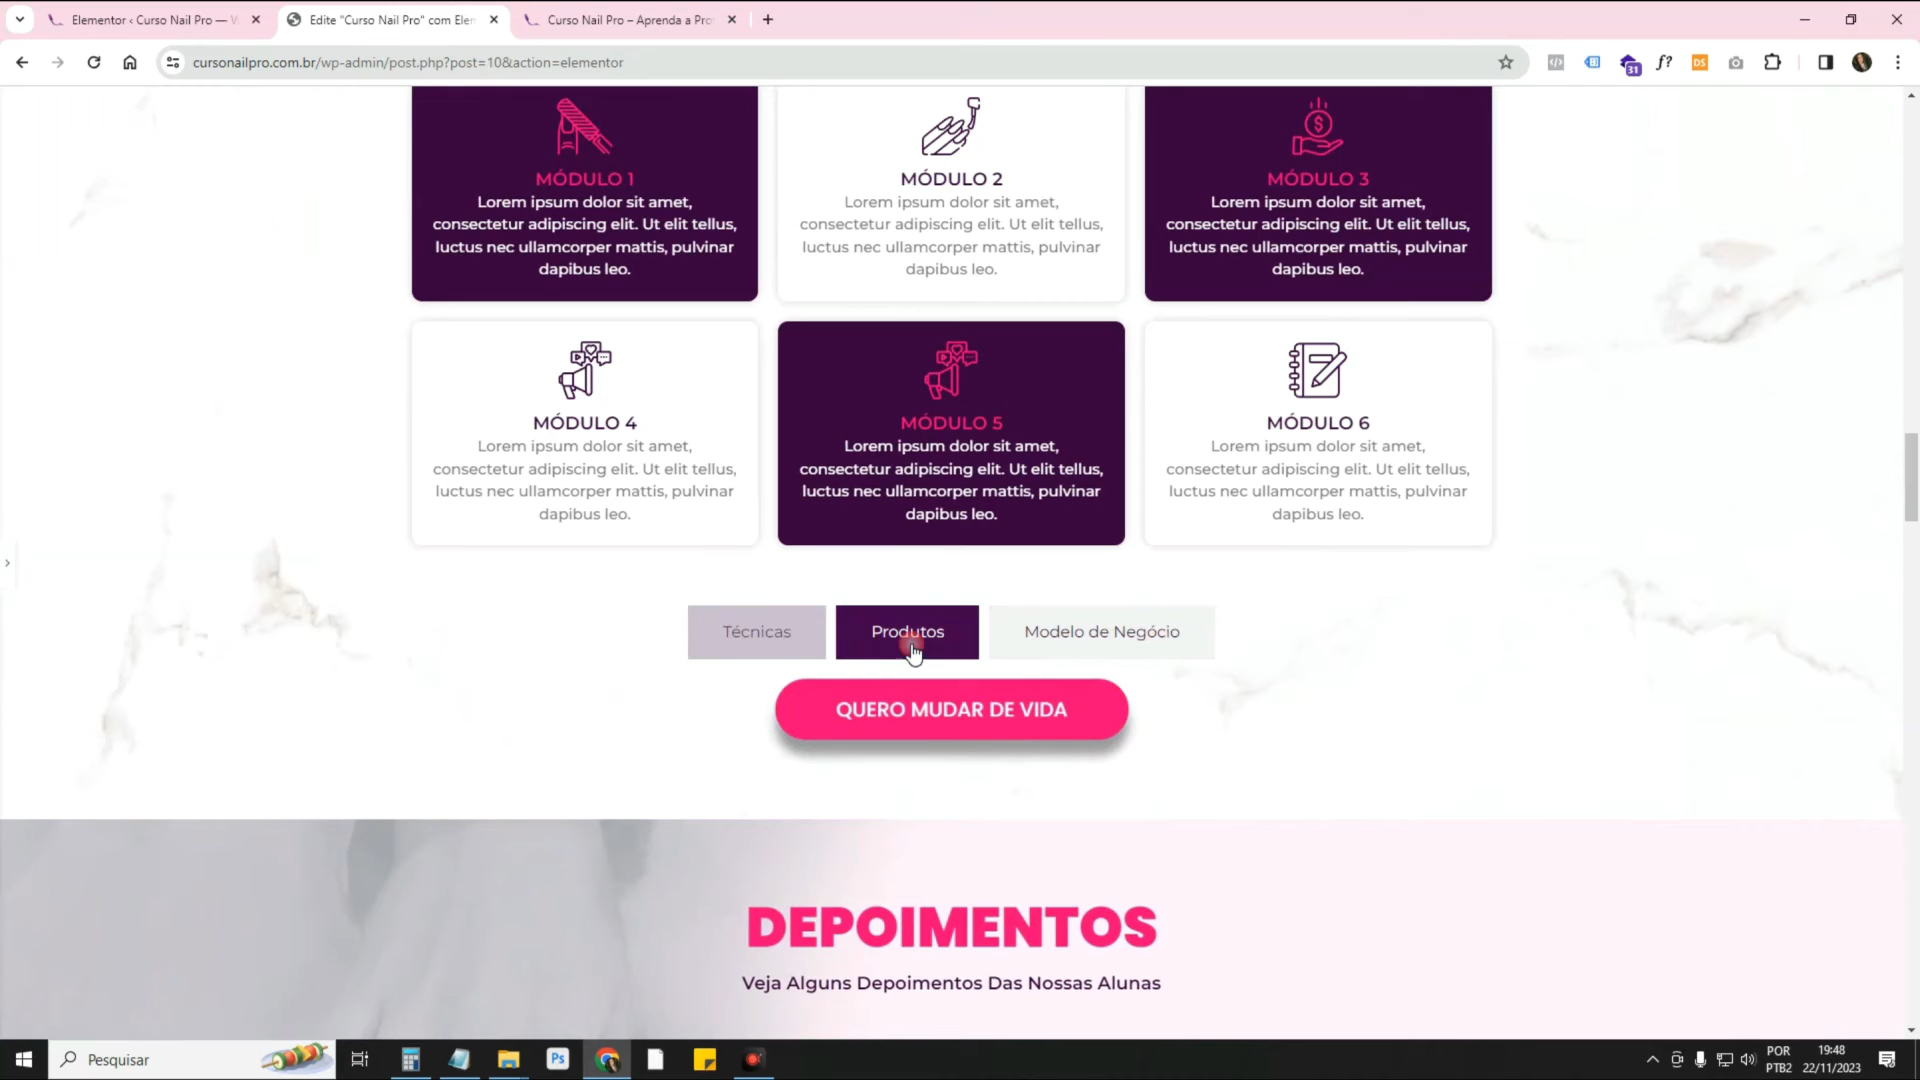 Elementor ‹ Curso Nail Pro — W
Edite "Curso Nail Pro" com Elem
Curso Nail Pro – Aprenda a Pro
cursonailpro.com.br/wp-admin/post.php?post=10&action=elementor
31
f?
DS
MÓDULO 1
Lorem ipsum dolor sit amet,
consectetur adipiscing elit. Ut elit tellus,
luctus nec ullamcorper mattis, pulvinar
dapibus leo.
MÓDULO 2
Lorem ipsum dolor sit amet,
consectetur adipiscing elit. Ut elit tellus,
luctus nec ullamcorper mattis, pulvinar
dapibus leo.
MÓDULO 3
Lorem ipsum dolor sit amet,
consectetur adipiscing elit. Ut elit tellus,
luctus nec ullamcorper mattis, pulvinar
dapibus leo.
MÓDULO 4
Lorem ipsum dolor sit amet,
consectetur adipiscing elit. Ut elit tellus,
luctus nec ullamcorper mattis, pulvinar
dapibus leo.
MÓDULO 5
Lorem ipsum dolor sit amet,
consectetur adipiscing elit. Ut elit tellus,
luctus nec ullamcorper mattis, pulvinar
dapibus leo.
MÓDULO 6
Lorem ipsum dolor sit amet,
consectetur adipiscing elit. Ut elit tellus,
luctus nec ullamcorper mattis, pulvinar
dapibus leo.
Técnicas
Produtos
Modelo de Negócio
QUERO MUDAR DE VIDA
DEPOIMENTOS
Veja Alguns Depoimentos Das Nossas Alunas
Pesquisar
Ps
POR
PTB2
19:48
22/11/2023